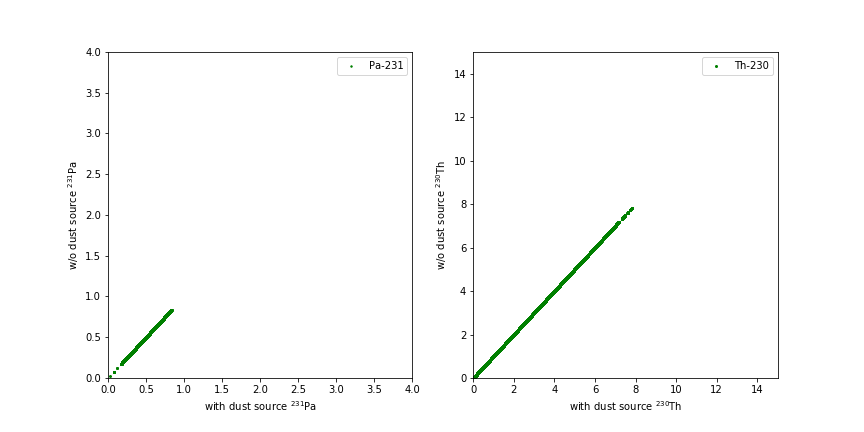 4.0
3.5
3.0
2.5
2.0
1.5
1.0
0.5
0.0
w/o dust source ²³¹Pa
Pa-231
0.0 0.5 1.0 1.5 2.0 2.5 3.0 3.5 4.0
with dust source ²³¹Pa
14
12
10
8
6
4
2
0
w/o dust source ²³⁰Th
Th-230
0 2 4 6 8 10 12 14
with dust source ²³⁰Th